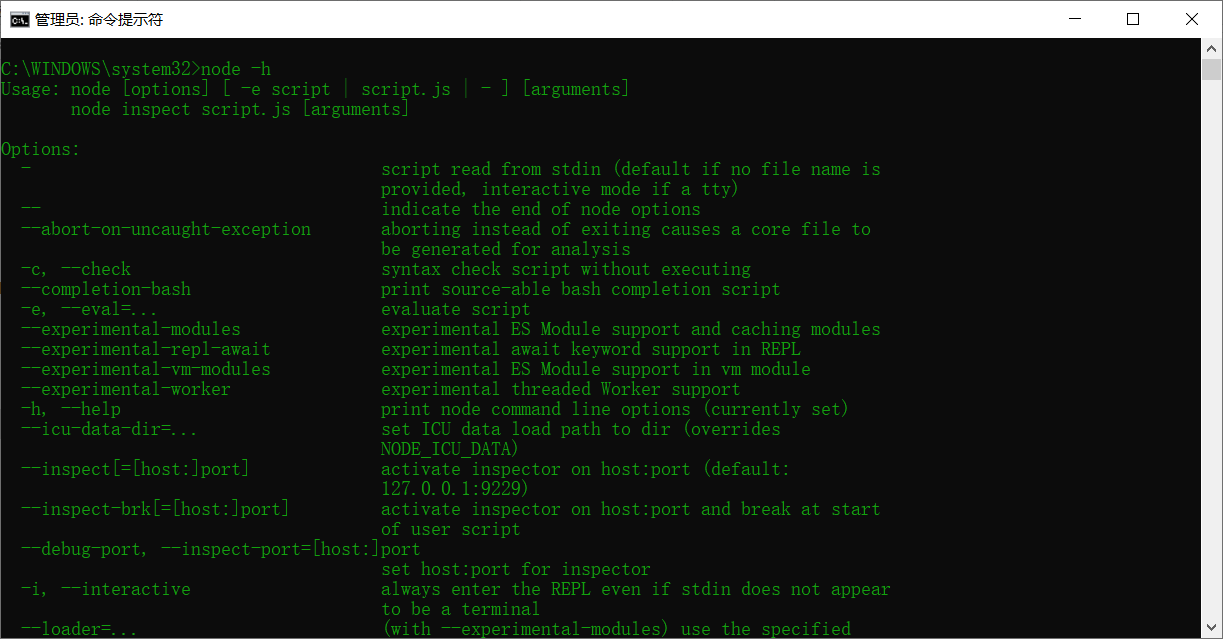 管理员: 命令提示符
C:\WINDOWS\system32>node -h
Usage: node [options] [ -e script | script.js | - ] [arguments]
       node inspect script.js [arguments]

Options:
  -                                 script read from stdin (default if no file name is
                                    provided, interactive mode if a tty)
  --                                indicate the end of node options
  --abort-on-uncaught-exception     aborting instead of exiting causes a core file to
                                    be generated for analysis
  -c, --check                       syntax check script without executing
  --completion-bash                 print source-able bash completion script
  -e, --eval=...                    evaluate script
  --experimental-modules            experimental ES Module support and caching modules
  --experimental-repl-await         experimental await keyword support in REPL
  --experimental-vm-modules         experimental ES Module support in vm module
  --experimental-worker             experimental threaded Worker support
  -h, --help                        print node command line options (currently set)
  --icu-data-dir=...                set ICU data load path to dir (overrides
                                    NODE_ICU_DATA)
  --inspect[=[host:]port]           activate inspector on host:port (default:
                                    127.0.0.1:9229)
  --inspect-brk[=[host:]port]       activate inspector on host:port and break at start
                                    of user script
  --debug-port, --inspect-port=[host:]port
                                    set host:port for inspector
  -i, --interactive                 always enter the REPL even if stdin does not appear
                                    to be a terminal
  --loader=...                      (with --experimental-modules) use the specified